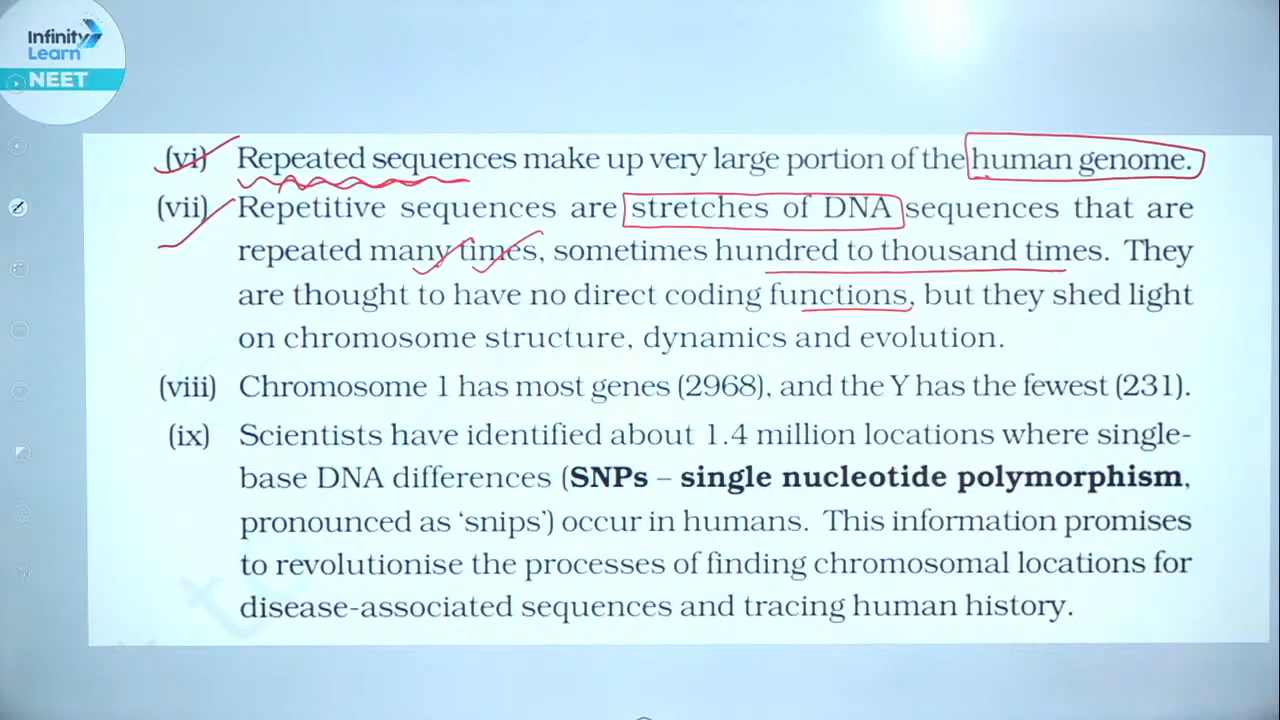 Infinity
Learn
NEET
(vi) Repeated sequences make up very large portion of the human genome.
(vii) Repetitive sequences are stretches of DNA sequences that are
repeated many times, sometimes hundred to thousand times. They
are thought to have no direct coding functions, but they shed light
on chromosome structure, dynamics and evolution.
(viii) Chromosome 1 has most genes (2968), and the Y has the fewest (231).
(ix) Scientists have identified about 1.4 million locations where single-
base DNA differences (SNPs – single nucleotide polymorphism,
pronounced as ‘snips’) occur in humans. This information promises
to revolutionise the processes of finding chromosomal locations for
disease-associated sequences and tracing human history.